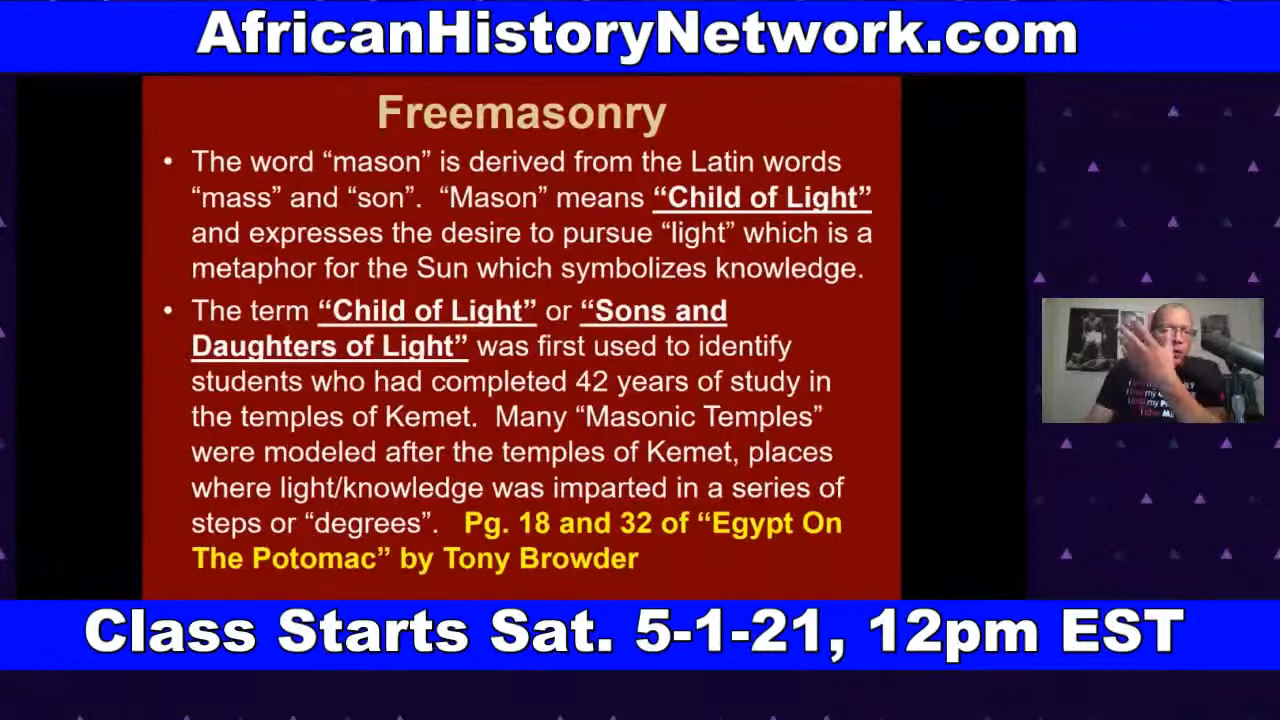 AfricanHistoryNetwork.com
Freemasonry
• The word “mason” is derived from the Latin words
“mass” and “son”. “Mason” means “Child of Light”
and expresses the desire to pursue “light” which is a
metaphor for the Sun which symbolizes knowledge.
• The term “Child of Light” or “Sons and
Daughters of Light” was first used to identify
students who had completed 42 years of study in
the temples of Kemet. Many “Masonic Temples”
were modeled after the temples of Kemet, places
where light/knowledge was imparted in a series of
steps or “degrees”. Pg. 18 and 32 of “Egypt On
The Potomac” by Tony Browder
Class Starts Sat. 5-1-21, 12pm EST